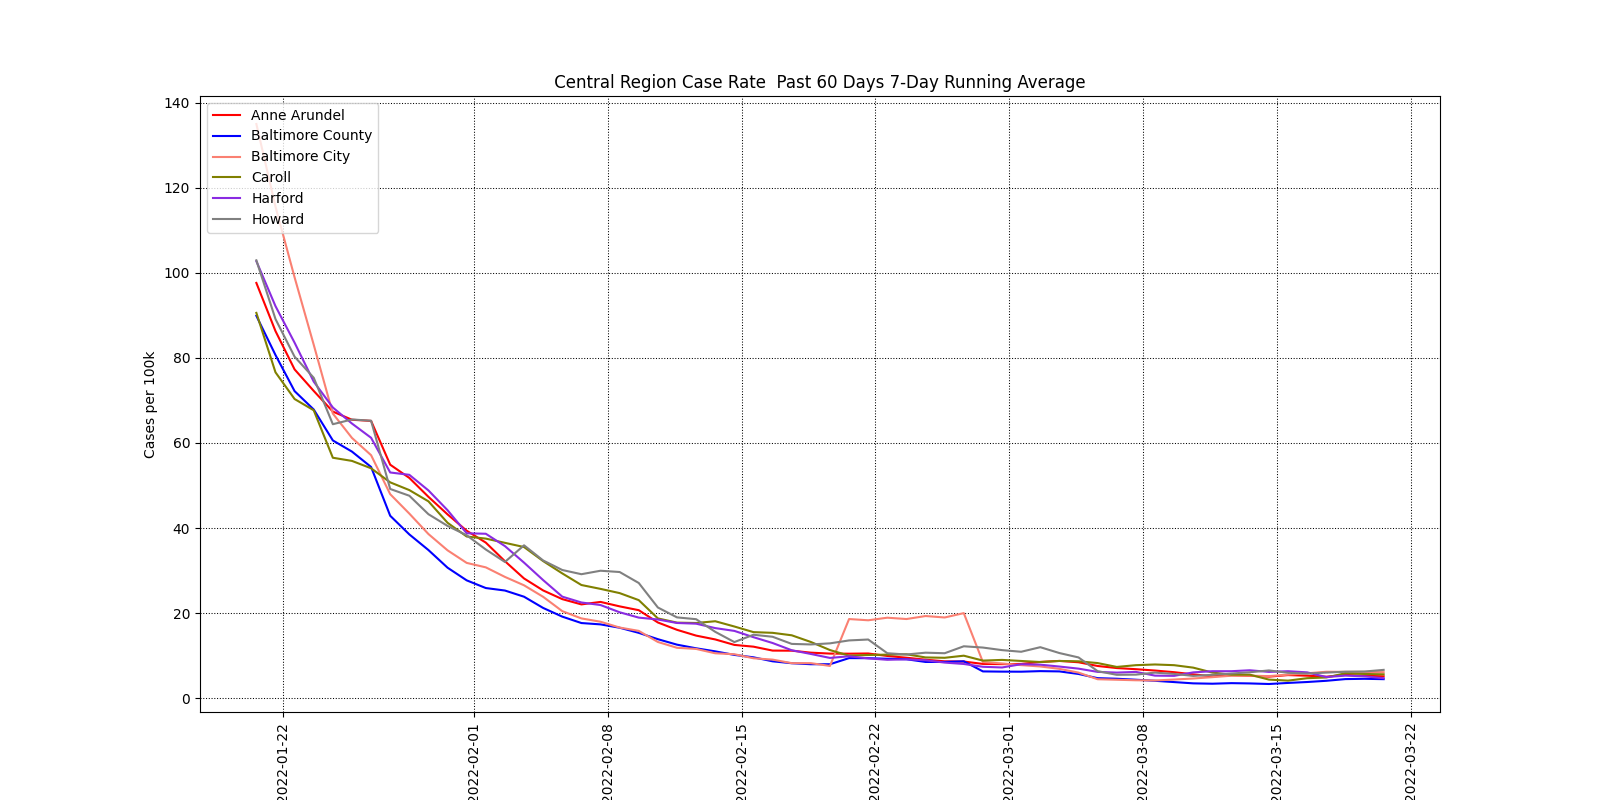 Central Region Case Rate  Past 60 Days 7-Day Running Average
140
120
100
80
60
40
20
0
Cases per 100k
Anne Arundel
Baltimore County
Baltimore City
Caroll
Harford
Howard
2022-01-22
2022-02-01
2022-02-08
2022-02-15
2022-02-22
2022-03-01
2022-03-08
2022-03-15
2022-03-22